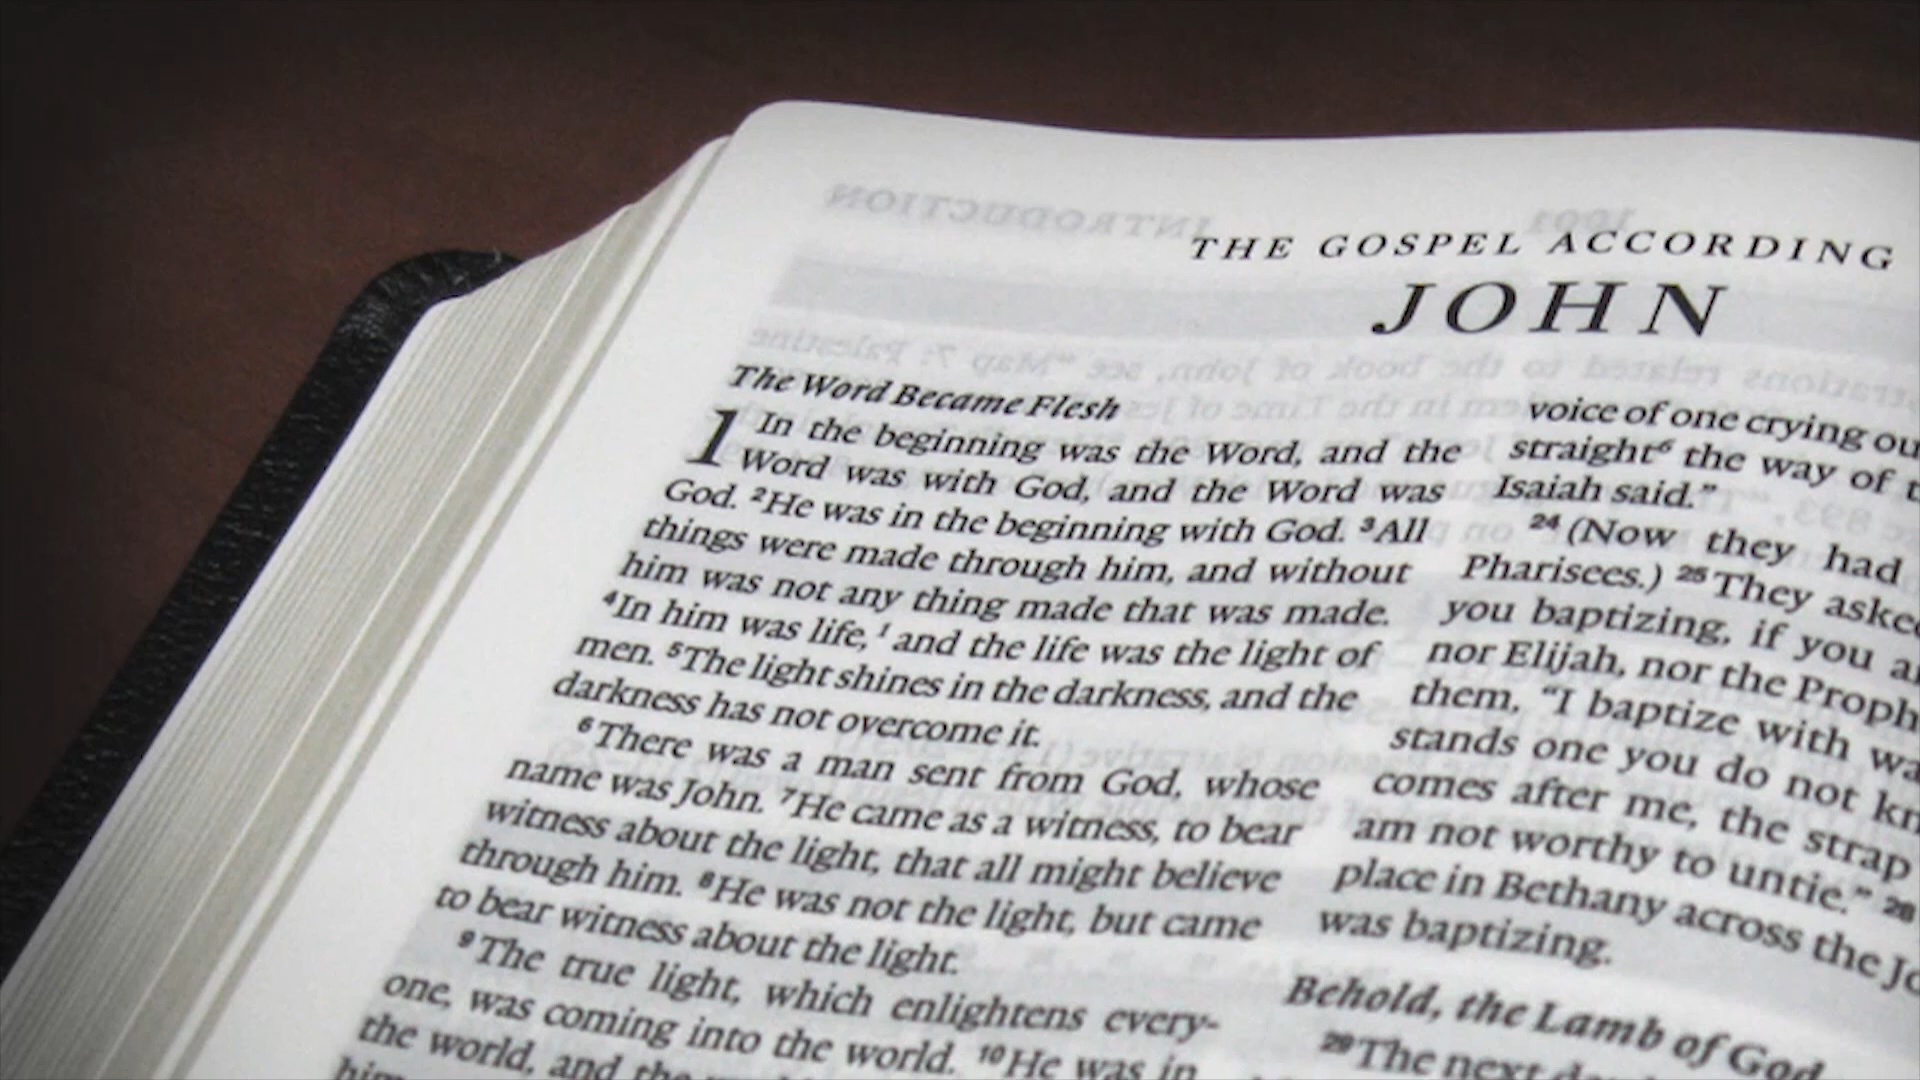 THE GOSPEL ACCORDING
JOHN
The Word Became Flesh
1 In the beginning was the Word, and the
Word was with God, and the Word was
God. 2He was in the beginning with God. 3All
things were made through him, and without
him was not any thing made that was made.
4In him was life,1 and the life was the light of
men. 5The light shines in the darkness, and the
darkness has not overcome it.
6There was a man sent from God, whose
name was John. 7He came as a witness, to bear
witness about the light, that all might believe
through him. 8He was not the light, but came
to bear witness about the light.
9The true light, which enlightens every-
one, was coming into the world. 10He was in
the world, and the
him
voice of one crying
straight6 the way of
Isaiah said.”
24(Now they had
Pharisees.) 25They
you baptizing, if you
nor Elijah, nor the
them, “I baptize with
stands one you do not
comes after me, the strap
am not worthy to untie.” 28
place in Bethany across the
was baptizing.
Behold, the Lamb of God
29The next
INTRODUCTION